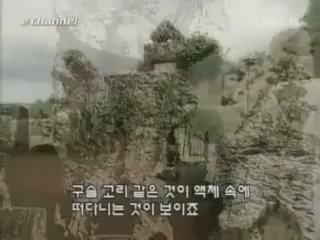 e channel
구슬 고리 같은 것이 액체 속에
떠다니는 것이 보이죠